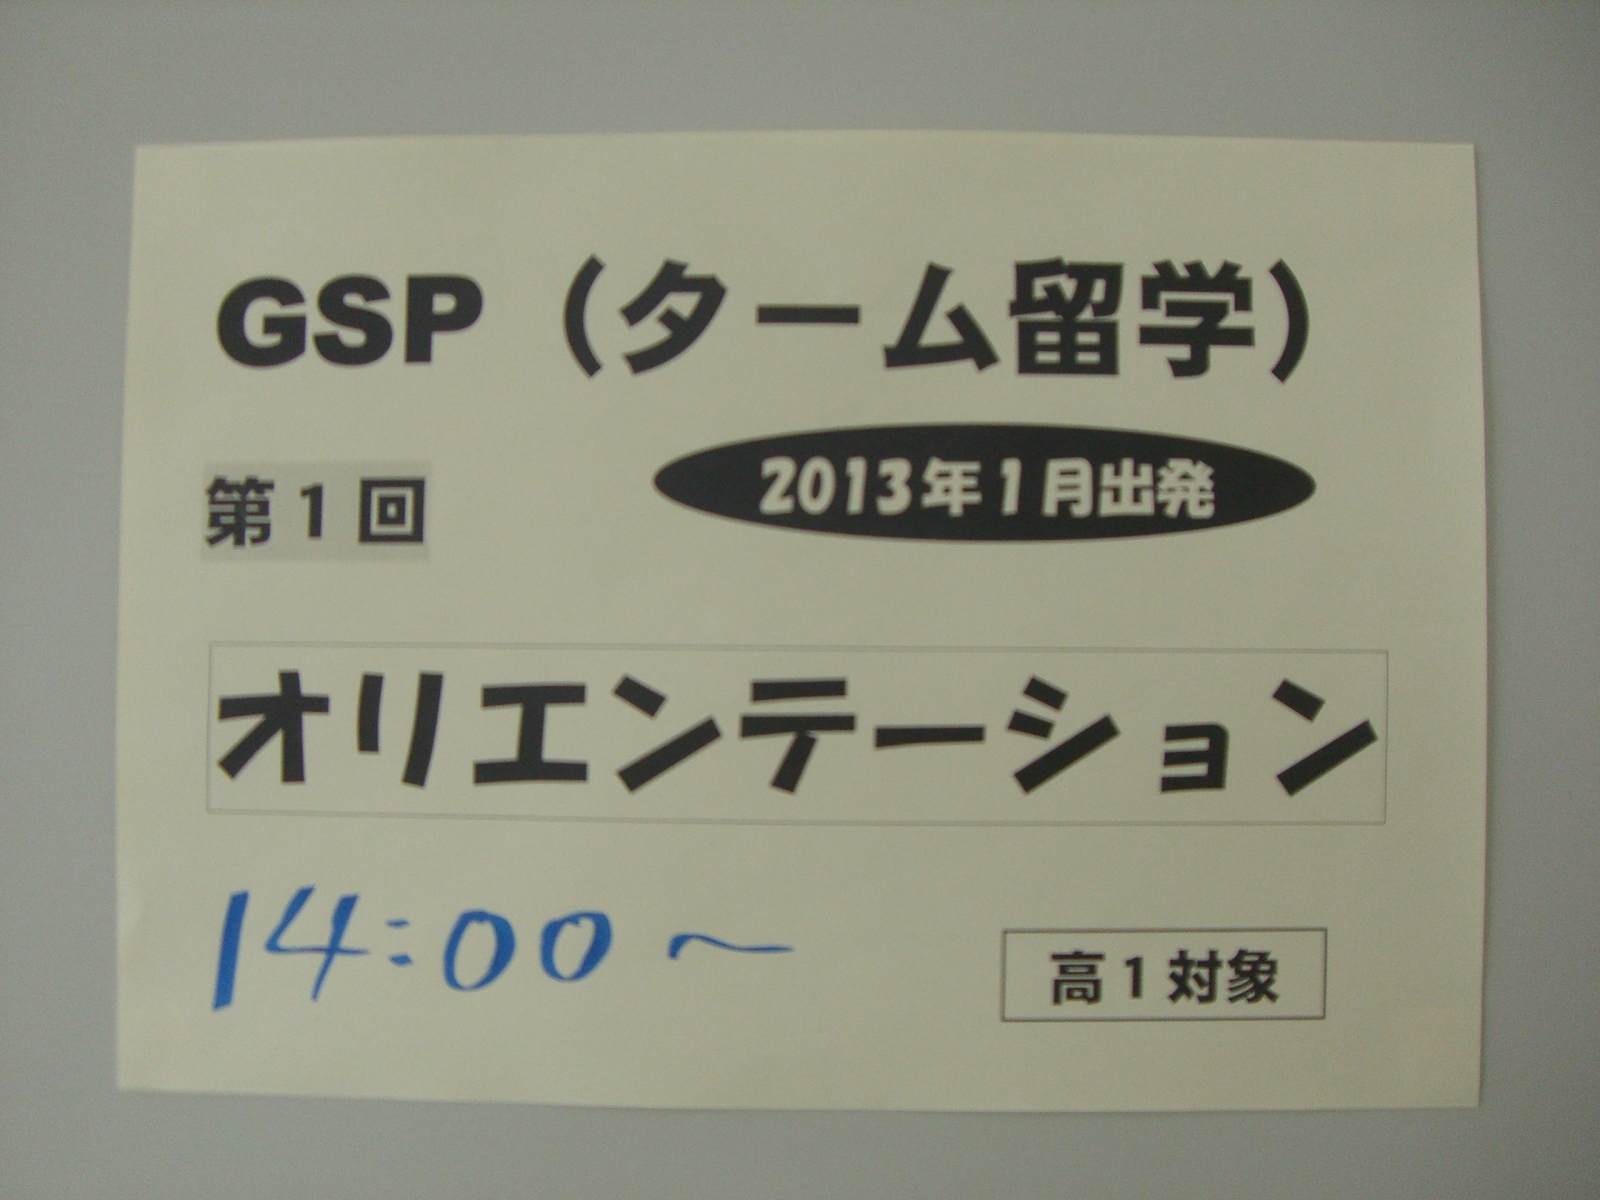 GSP（ターム留学）
2013年1月出発
第1回
オリエンテーション
14:00～
高1対象